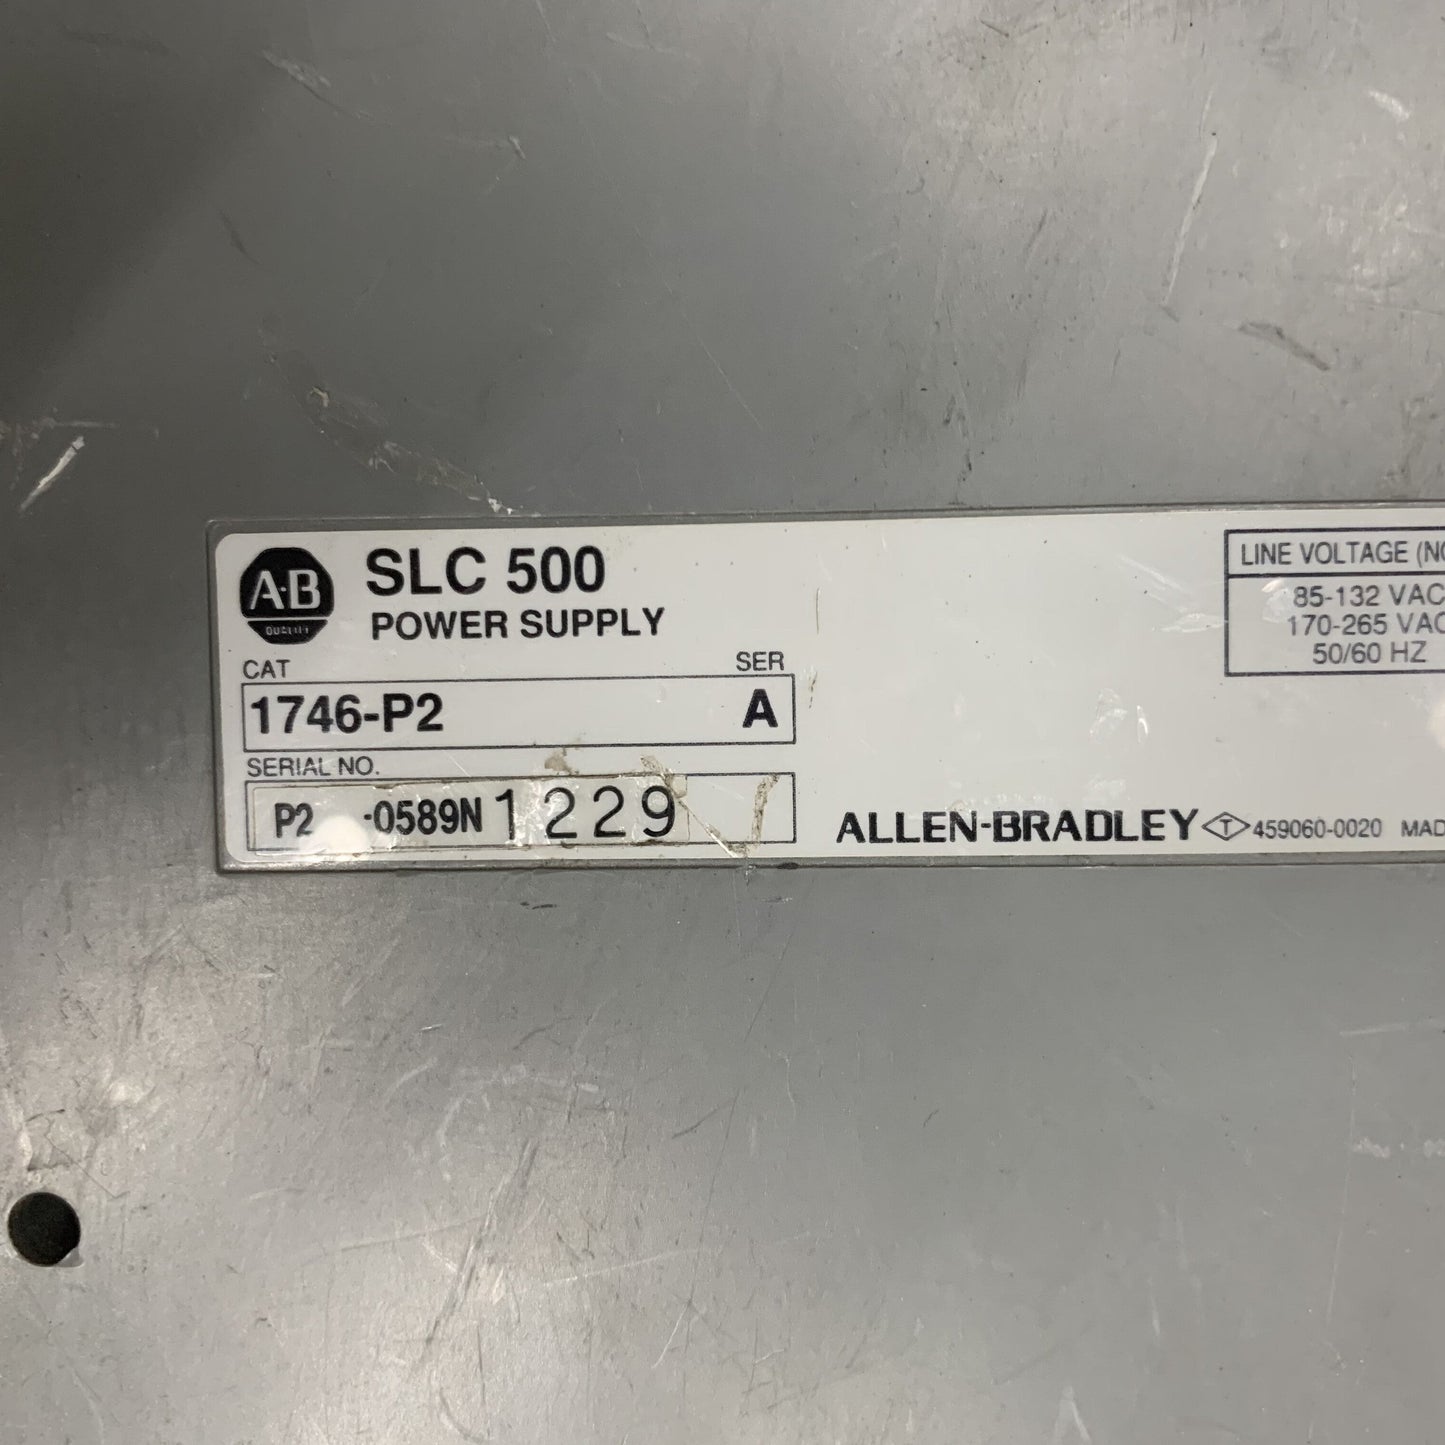 A·B
QUALITY
SLC 500
POWER SUPPLY
CAT SER
1746-P2 A
SERIAL NO.
P2 -0589N 1229
LINE VOLTAGE
85-132 VAC
170-265 VAC
50/60 HZ
ALLEN-BRADLEY T 459060-0020